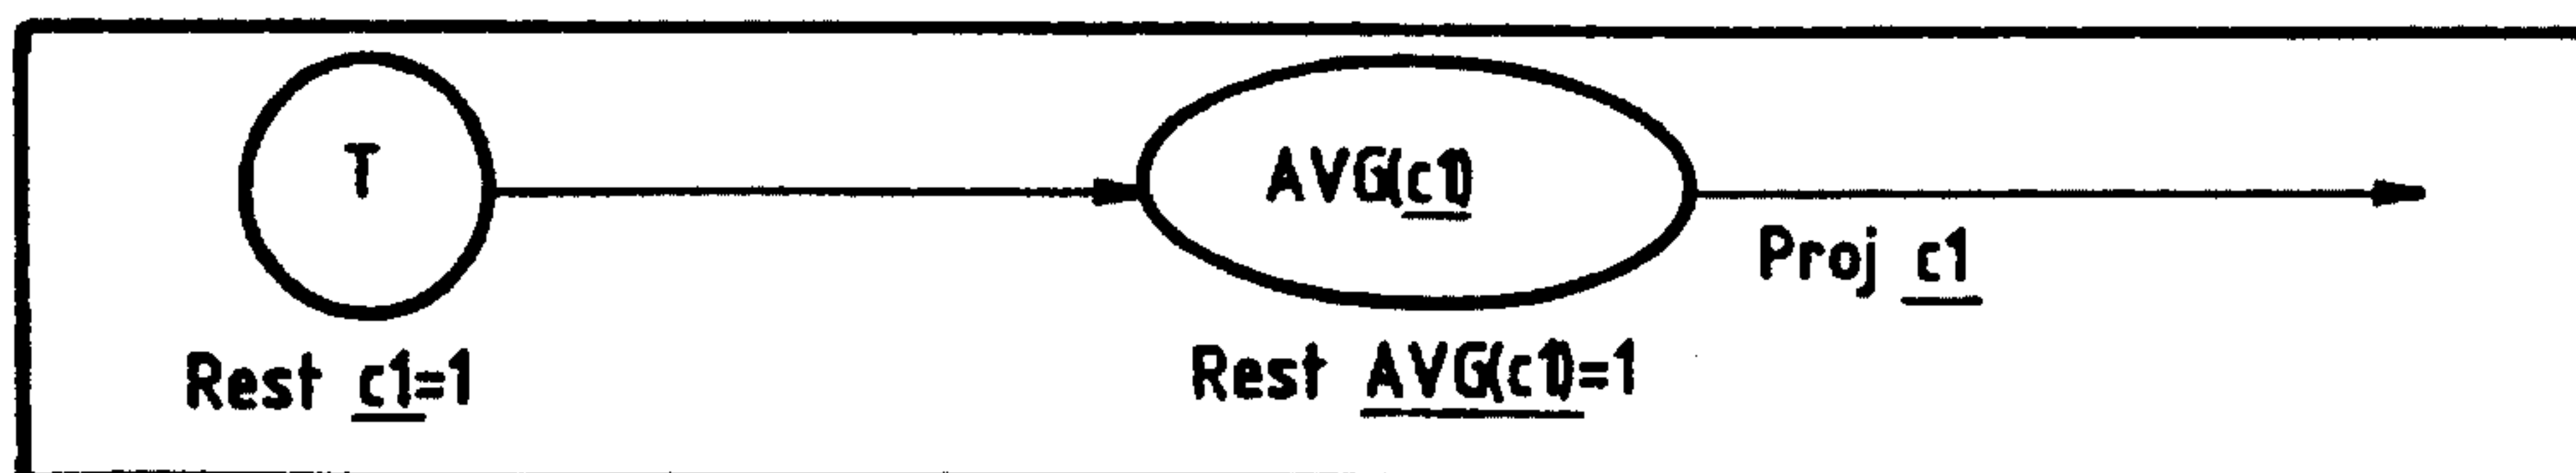 T
AVG(c1)
Proj c1
Rest c1=1
Rest AVG(c1)=1